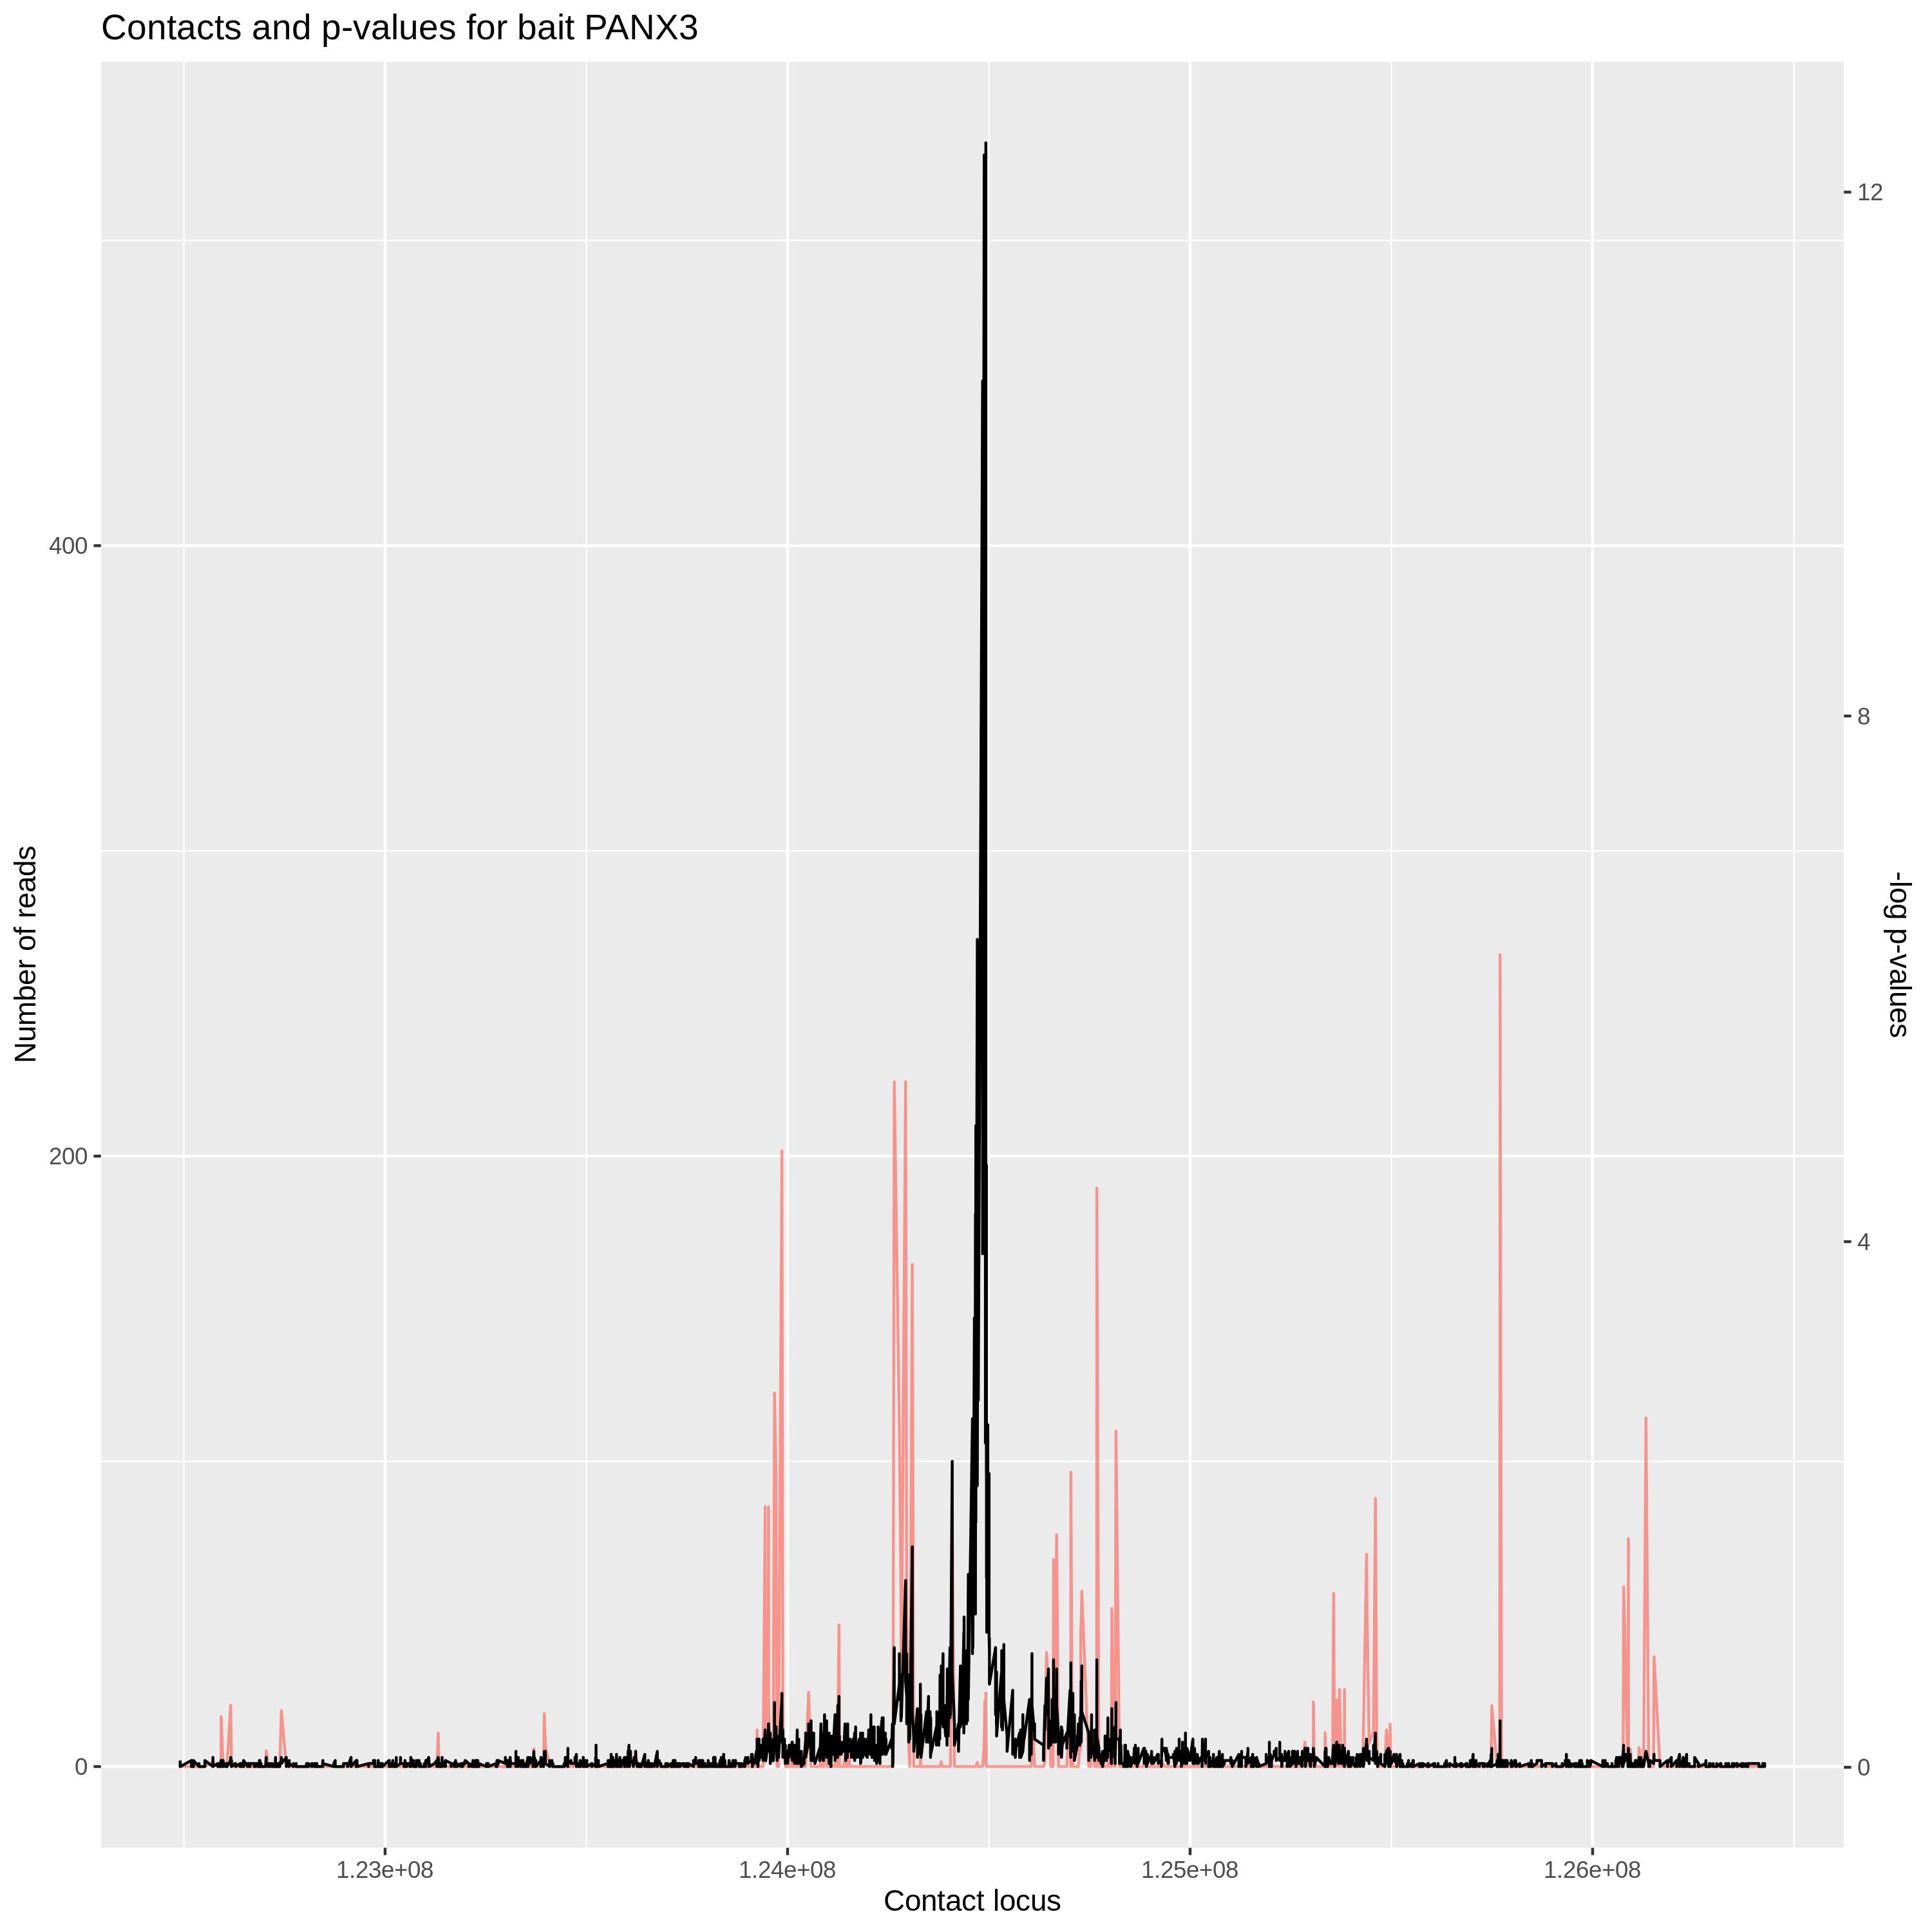 Contacts and p-values for bait PANX3
12
400
8
Number of reads
-log p-values
200
4
0
0
1.23e+08
1.24e+08
1.25e+08
1.26e+08
Contact locus